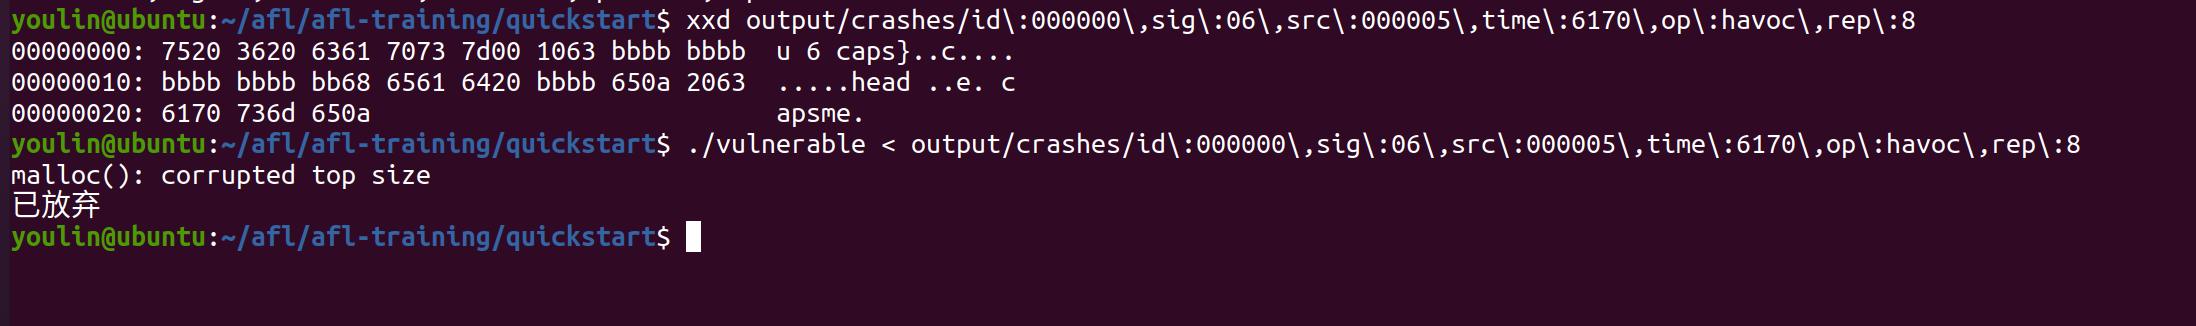 youlin@ubuntu:~/afl/afl-training/quickstart$ xxd output/crashes/id\:000000\,sig\:06\,src\:000005\,time\:6170\,op\:havoc\,rep\:8
00000000: 7520 3620 6361 7073 7d00 1063 bbbb bbbb  u 6 caps}..c....
00000010: bbbb bbbb bb68 6561 6420 bbbb 650a 2063  .....head ..e. c
00000020: 6170 736d 650a                           apsme.
youlin@ubuntu:~/afl/afl-training/quickstart$ ./vulnerable < output/crashes/id\:000000\,sig\:06\,src\:000005\,time\:6170\,op\:havoc\,rep\:8
malloc(): corrupted top size
已放弃
youlin@ubuntu:~/afl/afl-training/quickstart$